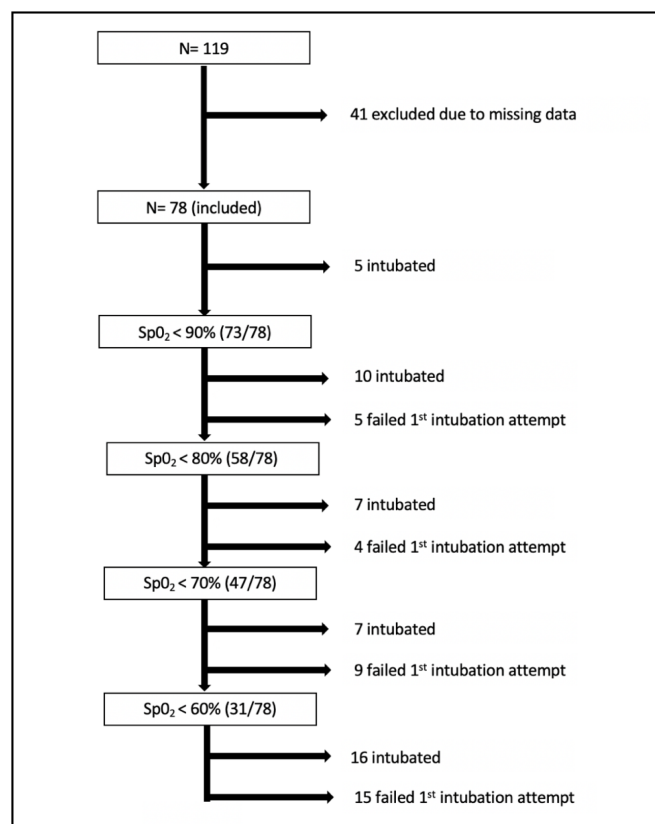 N= 119
41 excluded due to missing data
N= 78 (included)
5 intubated
Sp0₂ < 90% (73/78)
10 intubated
5 failed 1ˢᵗ intubation attempt
Sp0₂ < 80% (58/78)
7 intubated
4 failed 1ˢᵗ intubation attempt
Sp0₂ < 70% (47/78)
7 intubated
9 failed 1ˢᵗ intubation attempt
Sp0₂ < 60% (31/78)
16 intubated
15 failed 1ˢᵗ intubation attempt